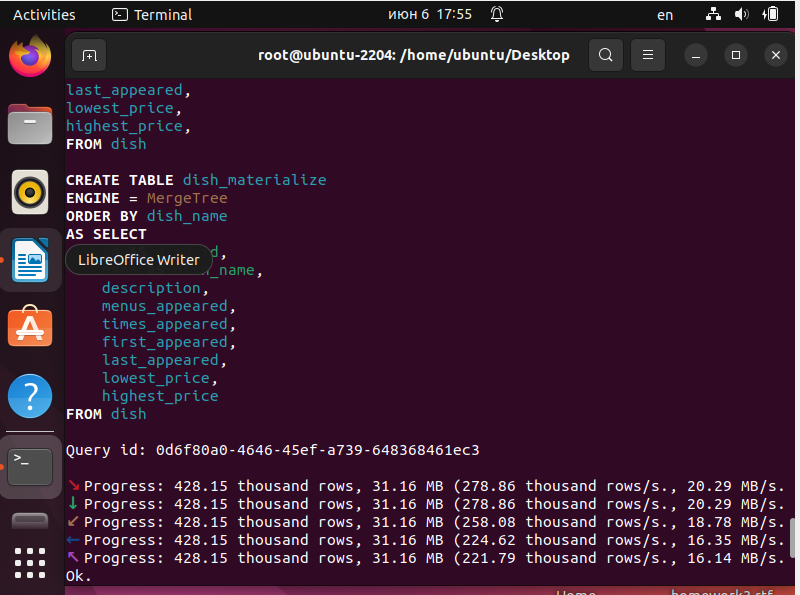 Activities Terminal июн 6 17:55 en
root@ubuntu-2204: /home/ubuntu/Desktop
last_appeared,
lowest_price,
highest_price,
FROM dish
CREATE TABLE dish_materialize
ENGINE = MergeTree
ORDER BY dish_name
AS SELECT
LibreOffice Writer
_name,
description,
menus_appeared,
times_appeared,
first_appeared,
last_appeared,
lowest_price,
highest_price
FROM dish
Query id: 0d6f80a0-4646-45ef-a739-648368461ec3
↘ Progress: 428.15 thousand rows, 31.16 MB (278.86 thousand rows/s., 20.29 MB/s.
↓ Progress: 428.15 thousand rows, 31.16 MB (278.86 thousand rows/s., 20.29 MB/s.
↙ Progress: 428.15 thousand rows, 31.16 MB (258.08 thousand rows/s., 18.78 MB/s.
← Progress: 428.15 thousand rows, 31.16 MB (224.62 thousand rows/s., 16.35 MB/s.
↖ Progress: 428.15 thousand rows, 31.16 MB (221.79 thousand rows/s., 16.14 MB/s.
Ok.
Home homework3.rtf